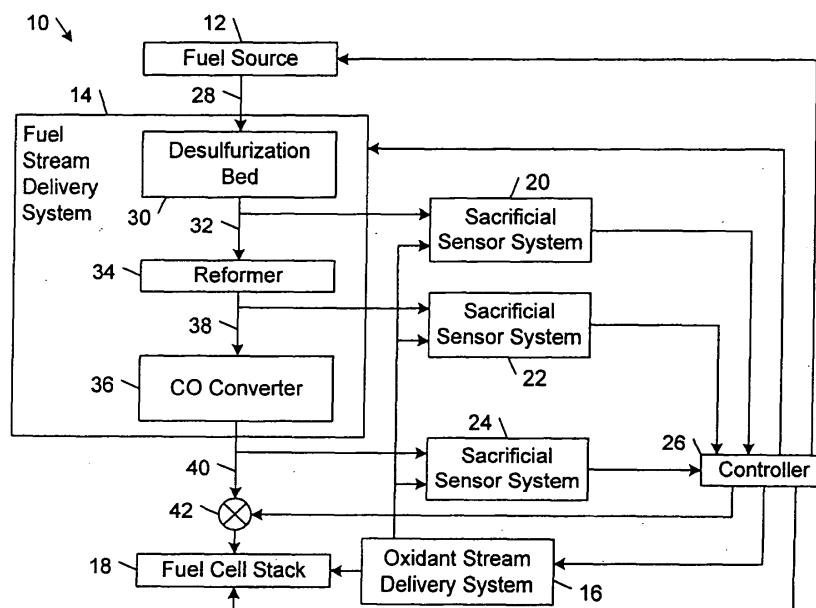 10
12
Fuel Source
14
28
Fuel
Stream
Delivery
System
Desulfurization
Bed
30
32
20
Sacrificial
Sensor System
34
Reformer
38
Sacrificial
Sensor System
22
36
CO Converter
24
Sacrificial
Sensor System
26
Controller
40
42
18
Fuel Cell Stack
Oxidant Stream
Delivery System
16